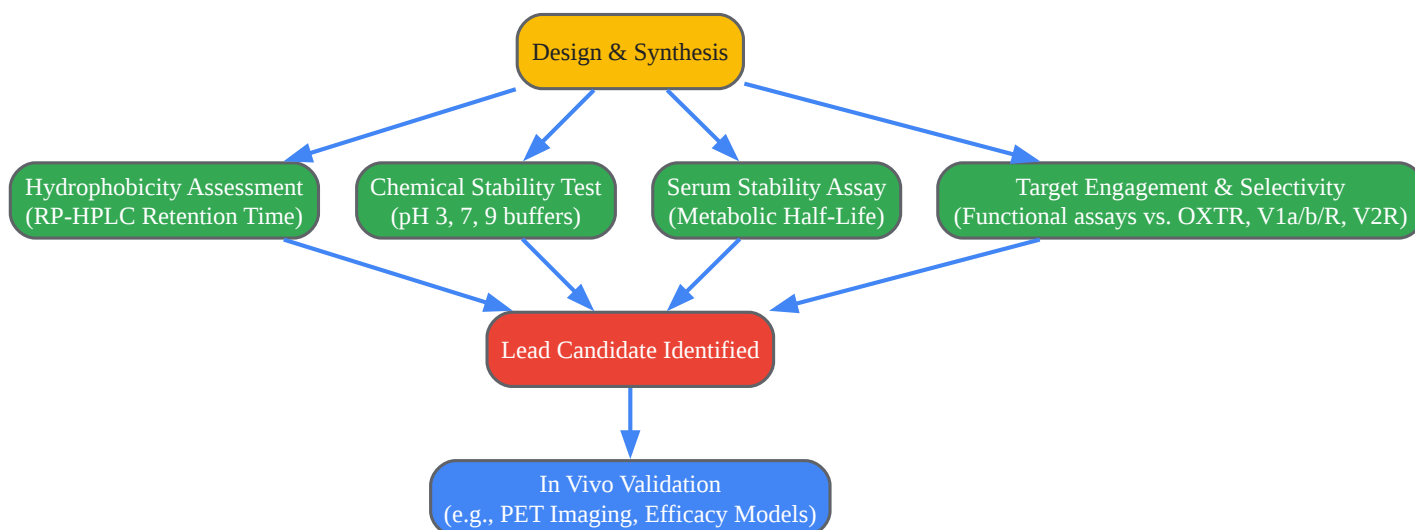 Design & Synthesis
Hydrophobicity Assessment
(RP-HPLC Retention Time)
Chemical Stability Test
(pH 3, 7, 9 buffers)
Serum Stability Assay
(Metabolic Half-Life)
Target Engagement & Selectivity
(Functional assays vs. OXTR, V1a/b/R, V2R)
Lead Candidate Identified
In Vivo Validation
(e.g., PET Imaging, Efficacy Models)